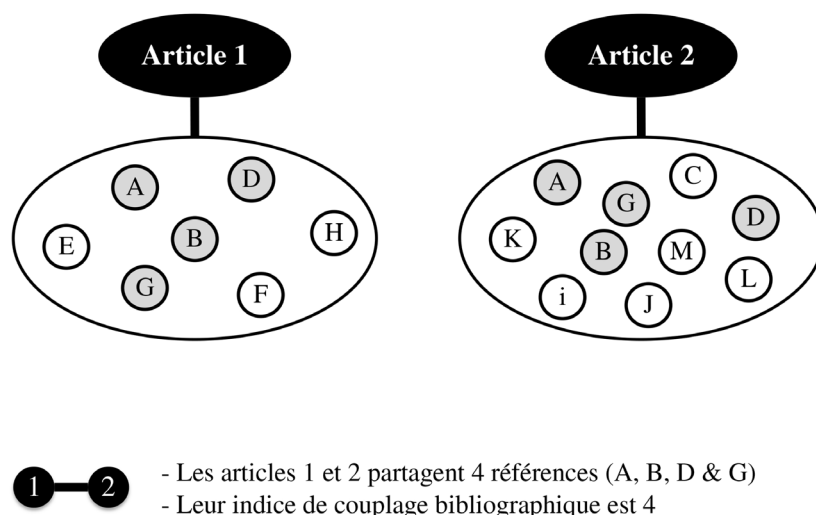 Article 1
Article 2
A
D
E
B
H
G
F
A
C
G
D
K
B
M
L
i
J
1 2
- Les articles 1 et 2 partagent 4 références (A, B, D & G)
- Leur indice de couplage bibliographique est 4